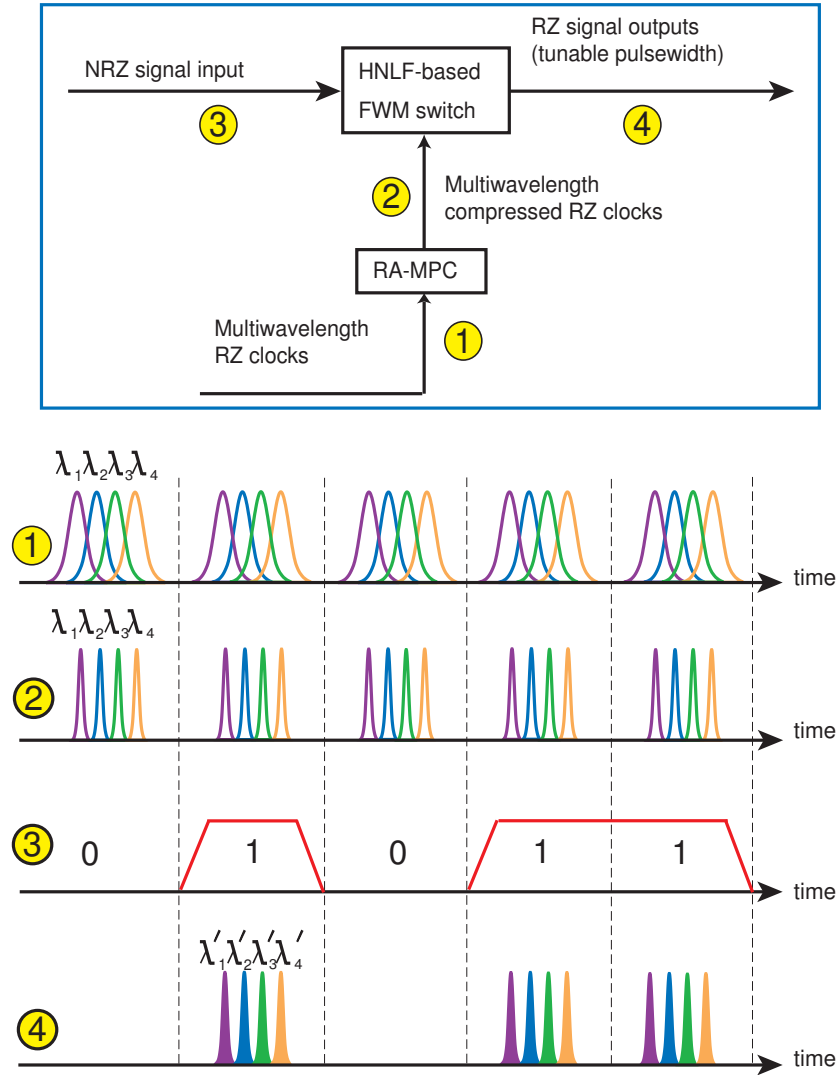 NRZ signal input
3
HNLF-based
FWM switch
RZ signal outputs
(tunable pulsewidth)
4
2
Multiwavelength
compressed RZ clocks
RA-MPC
Multiwavelength
RZ clocks
1
λ1λ2λ3λ4
1
time
λ1λ2λ3λ4
2
time
3
0 1 0 1 1
time
λ′1λ′2λ′3λ′4
4
time